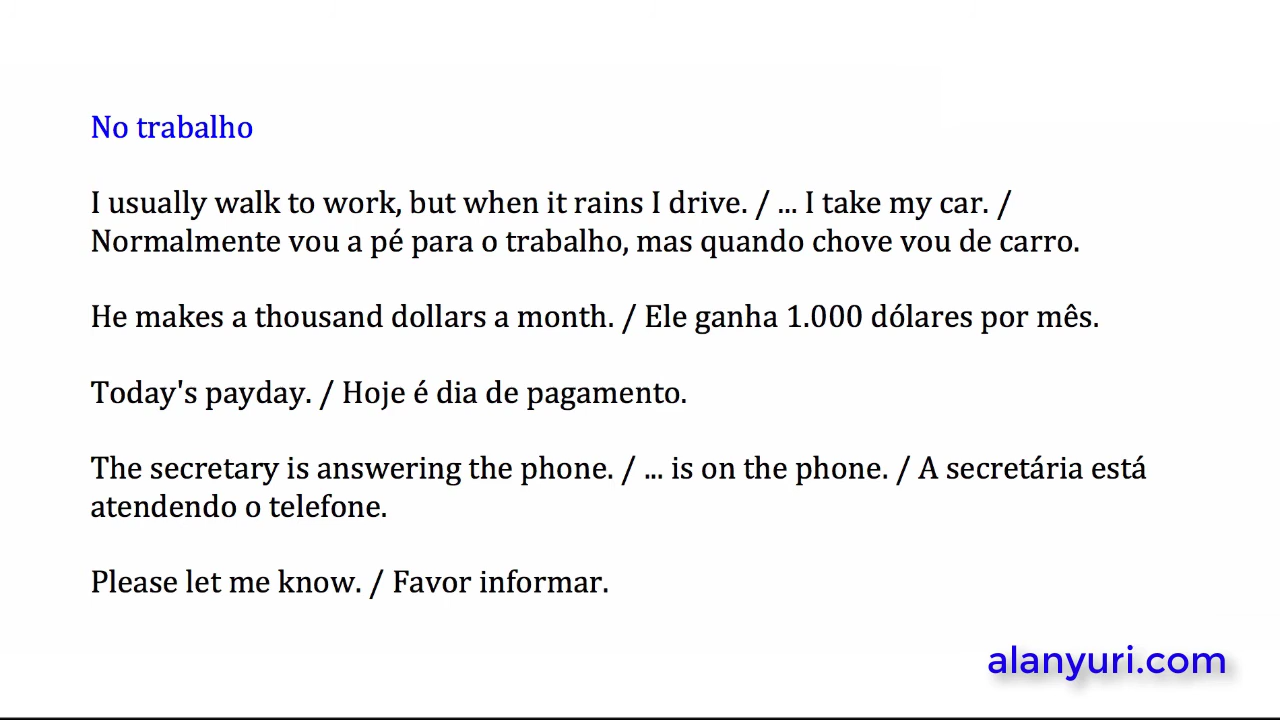 No trabalho
I usually walk to work, but when it rains I drive. / ... I take my car. /
Normalmente vou a pé para o trabalho, mas quando chove vou de carro.
He makes a thousand dollars a month. / Ele ganha 1.000 dólares por mês.
Today's payday. / Hoje é dia de pagamento.
The secretary is answering the phone. / ... is on the phone. / A secretária está
atendendo o telefone.
Please let me know. / Favor informar.
alanyuri.com